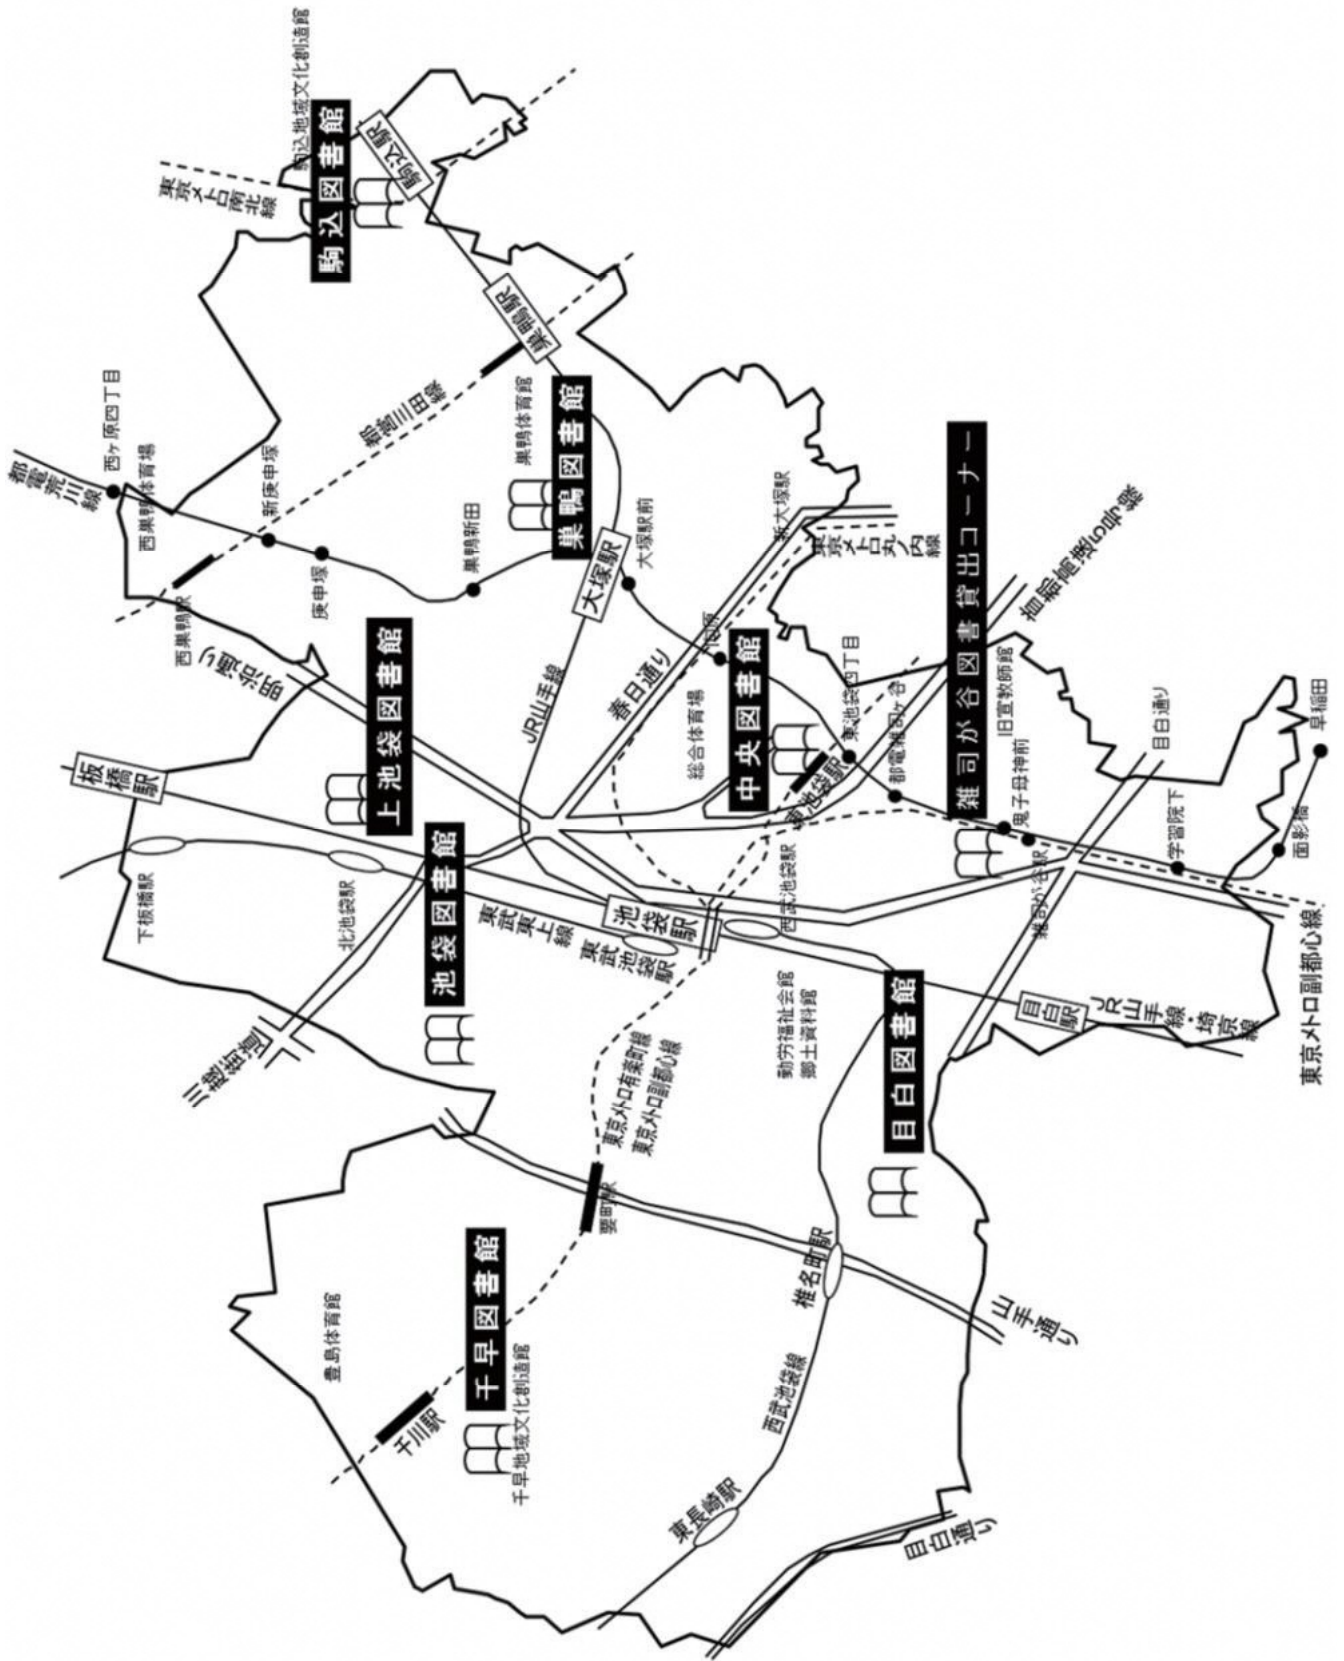 駒込地域文化創造館
駒込図書館
駒込駅
東京メトロ
南北線
巣鴨駅
都営三田線
西ヶ原四丁目
都電荒川線
西巣鴨体育場
新庚申塚
庚申塚
西巣鴨駅
巣鴨新田
巣鴨体育館
巣鴨図書館
大塚駅
大塚駅前
新大塚駅
東京メトロ丸ノ内線
明治通り
上池袋図書館
JR山手線
春日通り
板橋駅
下板橋駅
北池袋駅
池袋図書館
川越街道
東武東上線
東武池袋駅
池袋駅
西武池袋駅
総合体育場
中央図書館
東池袋駅
東池袋四丁目
都電雑司ヶ谷
雑司が谷図書貸出コーナー
首都高速5号池袋線
旧宣教師館
鬼子母神前
雑司が谷駅
目白通り
学習院下
面影橋
早稲田
東京メトロ副都心線
目白駅
JR山手線・埼京線
勤労福祉会館
郷土資料館
目白図書館
東京メトロ有楽町線
東京メトロ副都心線
要町駅
千早図書館
千早地域文化創造館
千川駅
豊島体育館
椎名町駅
山手通り
西武池袋線
東長崎駅
目白通り